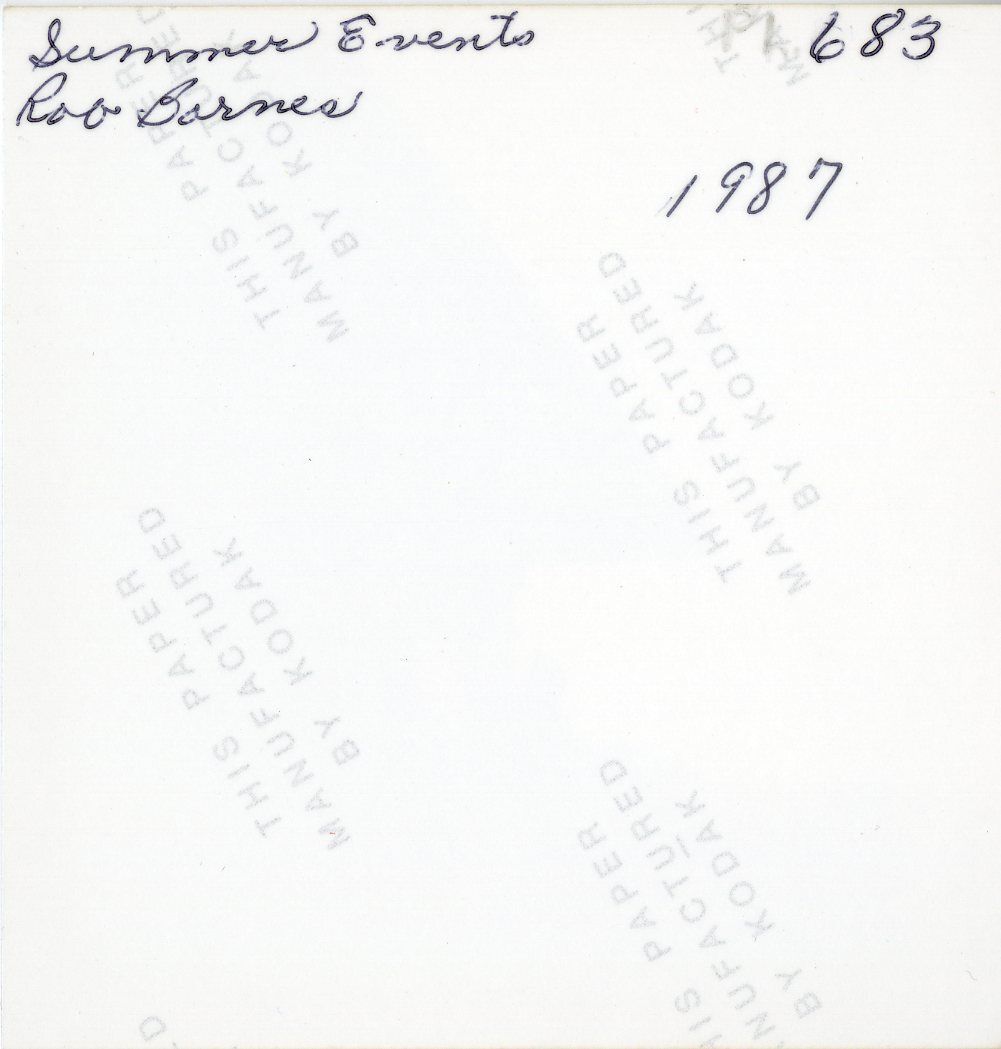 Summer Events 683
Rob Barnes
1987
THIS PAPER
MANUFACTURED
BY KODAK
THIS PAPER
MANUFACTURED
BY KODAK
THIS PAPER
MANUFACTURED
BY KODAK
THIS PAPER
MANUFACTURED
BY KODAK